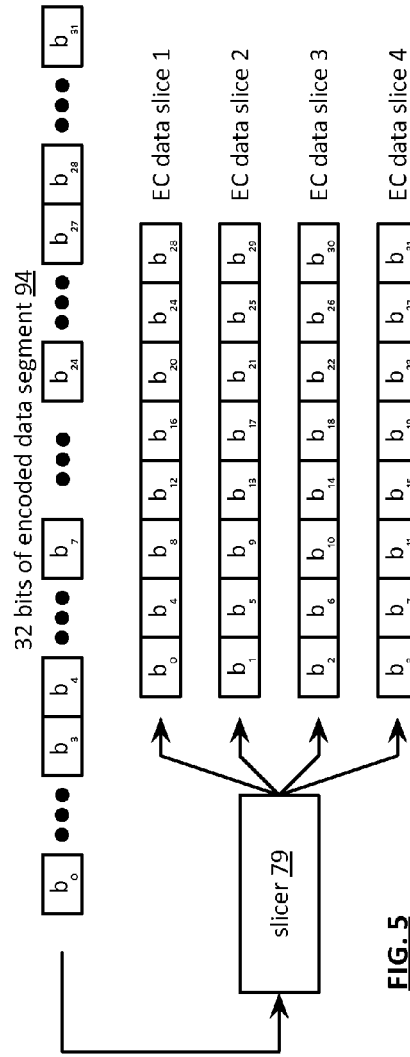 32 bits of encoded data segment 94
b0 ••• b3 b4 ••• b7 ••• b24 ••• b27 b28 ••• b31
b0 b4 b8 b12 b16 b20 b24 b28 EC data slice 1
b1 b5 b9 b13 b17 b21 b25 b29 EC data slice 2
slicer 79
b2 b6 b10 b14 b18 b22 b26 b30 EC data slice 3
b3 b7 b11 b15 b19 b23 b27 b31 EC data slice 4
FIG. 5